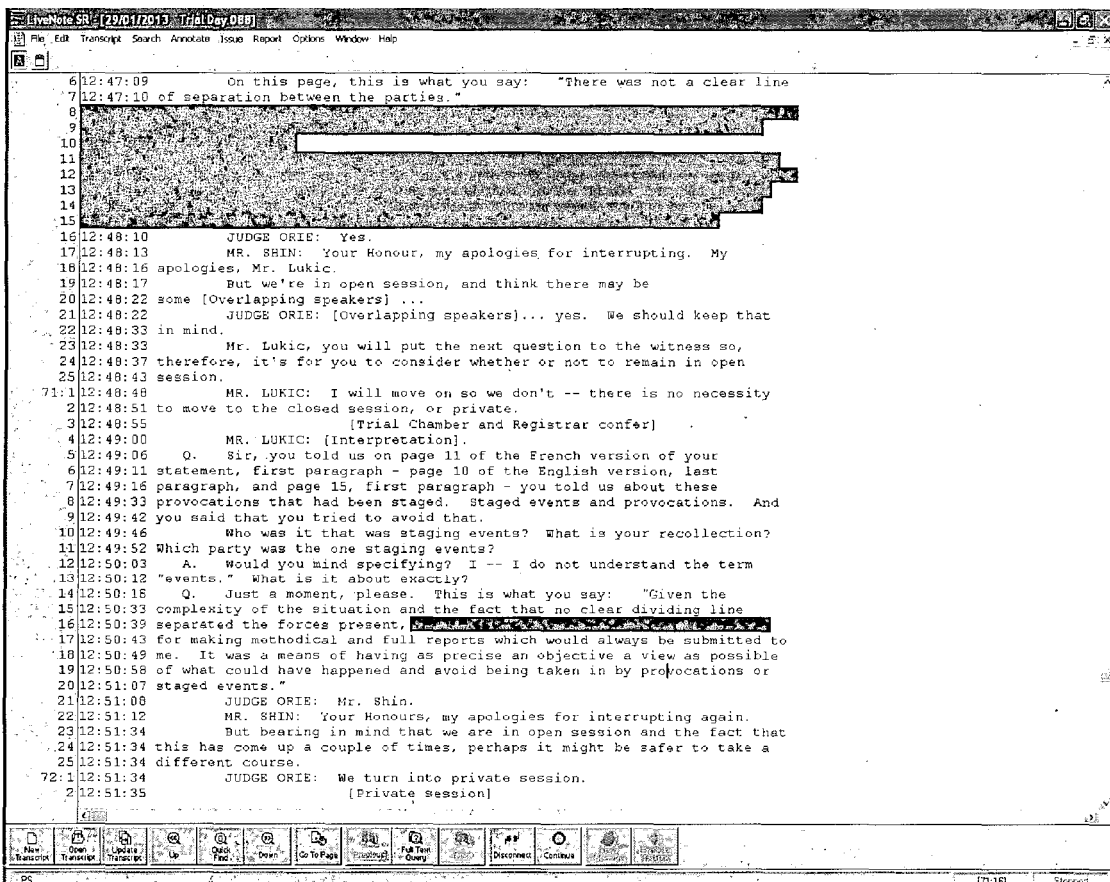 LiveNote SR - [29/01/2013 Trial Day 088]
File Edit Transcript Search Annotate Issue Report Options Window Help
6 12:47:09 On this page, this is what you say: "There was not a clear line
7 12:47:10 of separation between the parties."
8
9
10
11
12
13
14
15
16 12:48:10 JUDGE ORIE: Yes.
17 12:48:13 MR. SHIN: Your Honour, my apologies for interrupting. My
18 12:48:16 apologies, Mr. Lukic.
19 12:48:17 But we're in open session, and think there may be
20 12:48:22 some [Overlapping speakers] ...
21 12:48:22 JUDGE ORIE: [Overlapping speakers]... yes. We should keep that
22 12:48:33 in mind.
23 12:48:33 Mr. Lukic, you will put the next question to the witness so,
24 12:48:37 therefore, it's for you to consider whether or not to remain in open
25 12:48:43 session.
71:1 12:48:48 MR. LUKIC: I will move on so we don't -- there is no necessity
2 12:48:51 to move to the closed session, or private.
3 12:48:55 [Trial Chamber and Registrar confer]
4 12:49:00 MR. LUKIC: [Interpretation].
5 12:49:06 Q. Sir, you told us on page 11 of the French version of your
6 12:49:11 statement, first paragraph - page 10 of the English version, last
7 12:49:16 paragraph, and page 15, first paragraph - you told us about these
8 12:49:33 provocations that had been staged. Staged events and provocations. And
9 12:49:42 you said that you tried to avoid that.
10 12:49:46 Who was it that was staging events? What is your recollection?
11 12:49:52 Which party was the one staging events?
12 12:50:03 A. Would you mind specifying? I -- I do not understand the term
13 12:50:12 "events." What is it about exactly?
14 12:50:18 Q. Just a moment, please. This is what you say: "Given the
15 12:50:33 complexity of the situation and the fact that no clear dividing line
16 12:50:39 separated the forces present,
17 12:50:43 for making methodical and full reports which would always be submitted to
18 12:50:49 me. It was a means of having as precise an objective a view as possible
19 12:50:58 of what could have happened and avoid being taken in by provocations or
20 12:51:07 staged events."
21 12:51:08 JUDGE ORIE: Mr. Shin.
22 12:51:12 MR. SHIN: Your Honours, my apologies for interrupting again.
23 12:51:34 But bearing in mind that we are in open session and the fact that
24 12:51:34 this has come up a couple of times, perhaps it might be safer to take a
25 12:51:34 different course.
72:1 12:51:34 JUDGE ORIE: We turn into private session.
2 12:51:35 [Private session]
New Transcript Open Transcript Update Transcript Up Quick Find Down Go To Page Previous Full Text Query Disconnect Continue
PS [71:16] Stopped